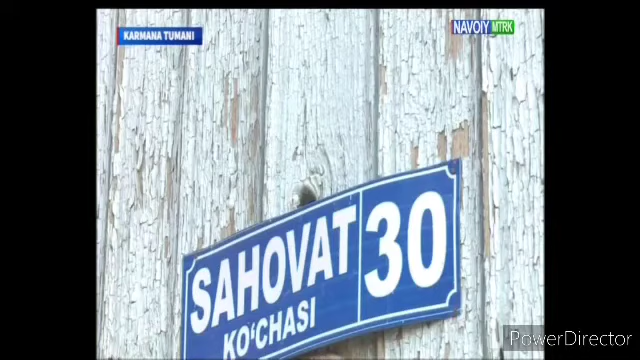 KARMANA TUMANI
NAVOIY MTRK
SAHOVAT 30
KO‘CHASI
PowerDirector